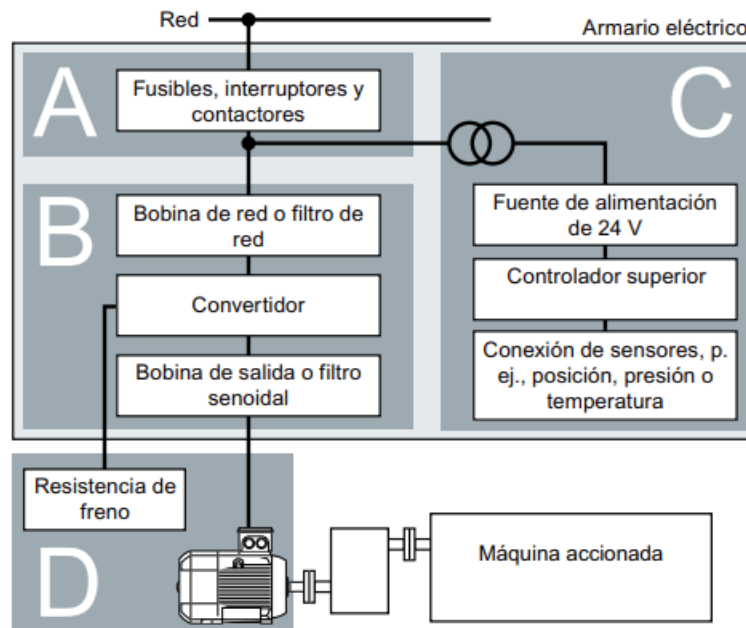 Red
Armario eléctrico
A
Fusibles, interruptores y
contactores
C
B
Bobina de red o filtro de
red
Convertidor
Bobina de salida o filtro
senoidal
Fuente de alimentación
de 24 V
Controlador superior
Conexión de sensores, p.
ej., posición, presión o
temperatura
Resistencia de
freno
D
Máquina accionada